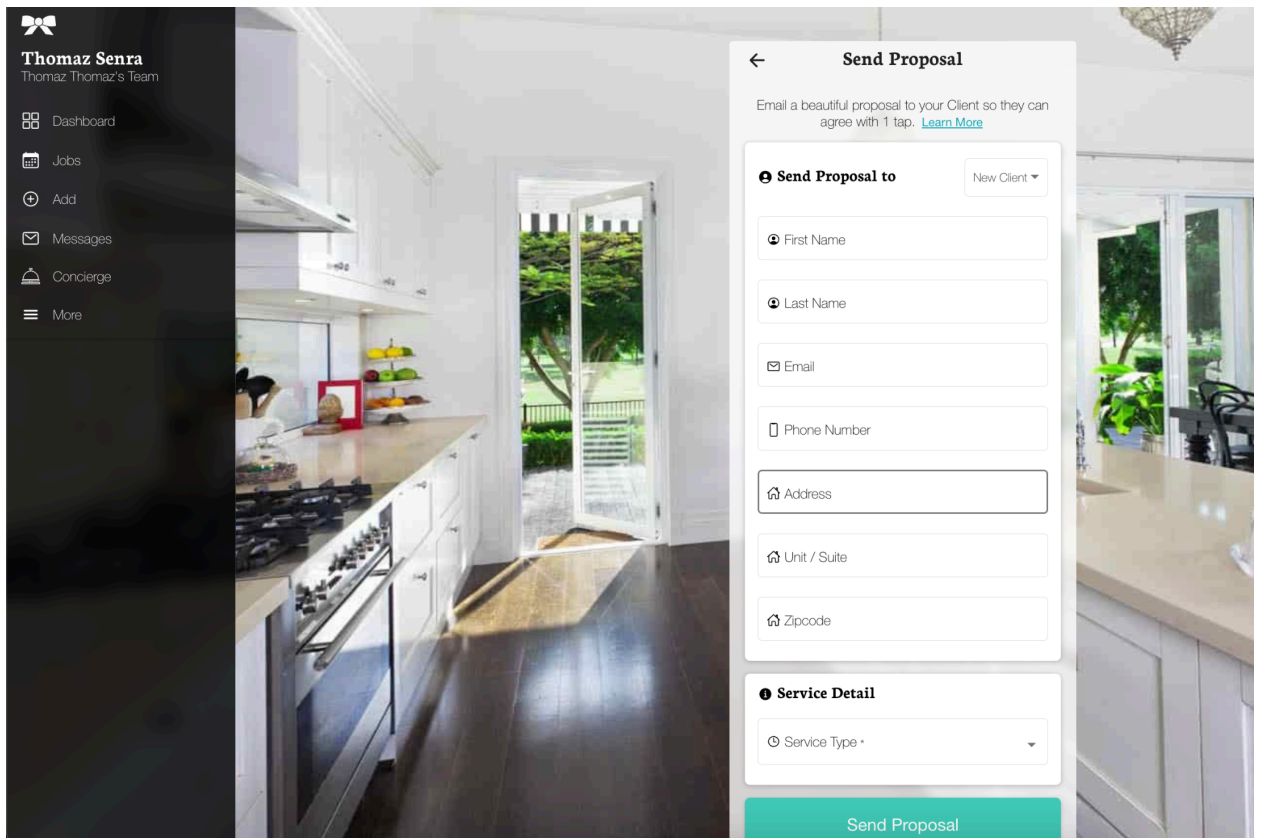 Thomaz Senra
Thomaz Thomaz's Team
Dashboard
Jobs
Add
Messages
Concierge
More
Send Proposal
Email a beautiful proposal to your Client so they can
agree with 1 tap. Learn More
Send Proposal to
New Client
First Name
Last Name
Email
Phone Number
Address
Unit / Suite
Zipcode
Service Detail
Service Type *
Send Proposal